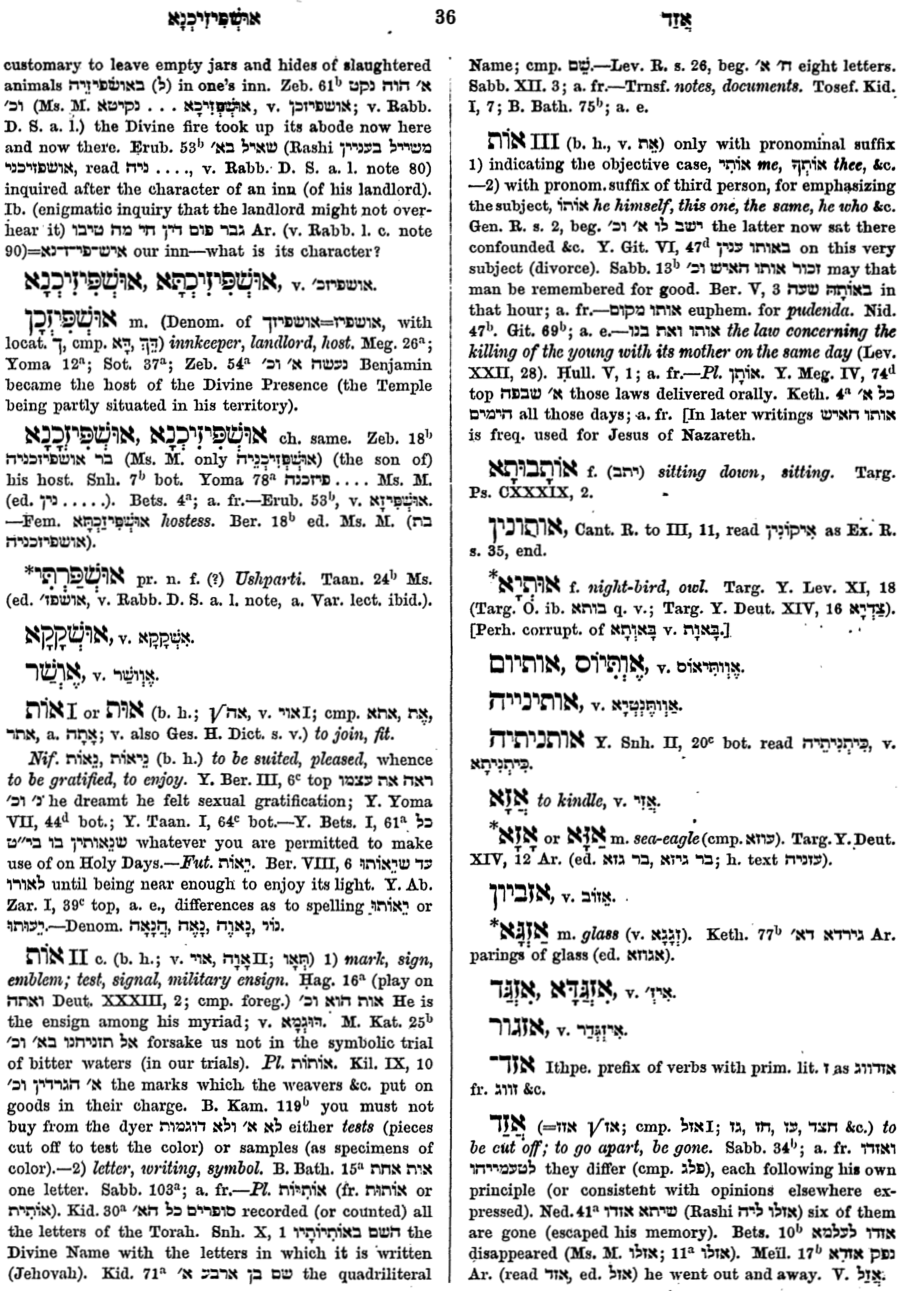 אוּשְׁפִּיזִיכְנָא
36
אֲזַד
customary to leave empty jars and hides of slaughtered
animals באושפיזיה (ל) in one's inn. Zeb. 61ᵇ א׳ הוה נקט
וכ׳ (Ms. M. אוּשְׁפִּזִיכָא . . . נקיטא, v. אושפיזכן; v. Rabb.
D. S. a. l.) the Divine fire took up its abode now here
and now there. Erub. 53ᵇ שאיל בא׳ (Rashi משייל בעניין
אושפזיכני, read ניה ...., v. Rabb. D. S. a. l. note 80)
inquired after the character of an inn (of his landlord).
Ib. (enigmatic inquiry that the landlord might not over-
hear it) גבר פום דין חי מה טיבו Ar. (v. Rabb. l. c. note
90)=אוש־פי־ד־נא our inn—what is its character?
אוּשְׁפִּיזִיכְתָּא, אוּשְׁפִּיזִיכְנָא, v. אושפיזכ׳.
אוּשְׁפִּיזְכָן m. (Denom. of אושפיז=אושפיזך, with
locat. ך, cmp. דָּא, דָּךְ) innkeeper, landlord, host. Meg. 26ᵃ;
Yoma 12ᵃ; Sot. 37ᵃ; Zeb. 54ᵃ נעשה א׳ וכ׳ Benjamin
became the host of the Divine Presence (the Temple
being partly situated in his territory).
אוּשְׁפִּיזִיכְנָא, אוּשְׁפִּיזְכָנָא ch. same. Zeb. 18ᵇ
בר אושפזכניה (Ms. M. only אוּשְׁפְּזִיכְנֵיהּ) (the son of)
his host. Snh. 7ᵇ bot. Yoma 78ᵃ פיזכנה .... Ms. M.
(ed. נין .....). Bets. 4ᵃ; a. fr.—Erub. 53ᵇ, v. אוּשְׁפִּיזָא.
—Fem. אוּשְׁפִּיזַכְתָּא hostess. Ber. 18ᵇ ed. Ms. M. (בת
אושפיזכניה).
*אוּשְׁפַּרְתִּי pr. n. f. (?) Ushparti. Taan. 24ᵇ Ms.
(ed. אושפז׳, v. Rabb. D. S. a. l. note, a. Var. lect. ibid.).
אוּשְׁקָקָא, v. אִשְׁקָקָא.
אֻוְשַׁר, v. אֻוְושַׁר.
אוֹת I or אוּת (b. h.; √אה, v. אוי I; cmp. אֵת, אתא,
אתר, a. אָתָה; v. also Ges. H. Dict. s. v.) to join, fit.
Nif. נֵיאוֹת, נָאוֹת (b. h.) to be suited, pleased, whence
to be gratified, to enjoy. Y. Ber. III, 6ᶜ top ראה את עצמו
נ׳ וכ׳ he dreamt he felt sexual gratification; Y. Yoma
VII, 44ᵈ bot.; Y. Taan. I, 64ᶜ bot.—Y. Bets. I, 61ᵃ כל
שנאותין בו בי״ט whatever you are permitted to make
use of on Holy Days.—Fut. יֵאוֹת. Ber. VIII, 6 עד שיאותו
לאורו until being near enough to enjoy its light. Y. Ab.
Zar. I, 39ᶜ top, a. e., differences as to spelling יֵאוֹתוּ or
יֵעוֹתוּ.—Denom. נוֹי, נָאוֶה, נָאֶה, הֲנָאָה.
אוֹת II c. (b. h.; v. אוי, אָוָה II; תָּאַו) 1) mark, sign,
emblem; test, signal, military ensign. Hag. 16ᵃ (play on
ואתה Deut. XXXIII, 2; cmp. foreg.) אות הוא וכ׳ He is
the ensign among his myriad; v. דּוּגְמָא. M. Kat. 25ᵇ
אל תזניחנו בא׳ וכ׳ forsake us not in the symbolic trial
of bitter waters (in our trials). Pl. אוֹתוֹת. Kil. IX, 10
א׳ הגרדין וכ׳ the marks which the weavers &c. put on
goods in their charge. B. Kam. 119ᵇ you must not
buy from the dyer לא א׳ ולא דוגמות either tests (pieces
cut off to test the color) or samples (as specimens of
color).—2) letter, writing, symbol. B. Bath. 15ᵃ אות אחת
one letter. Sabb. 103ᵃ; a. fr.—Pl. אוֹתִיּוֹת (fr. אוֹתוּת or
אוֹתִית). Kid. 30ᵃ סופרים כל הא׳ recorded (or counted) all
the letters of the Torah. Snh. X, 1 השם באוֹתִיּוֹתָיו the
Divine Name with the letters in which it is written
(Jehovah). Kid. 71ᵃ שם בן ארבע א׳ the quadriliteral
Name; cmp. שֵׁם.—Lev. R. s. 26, beg. ח׳ א׳ eight letters.
Sabb. XII. 3; a. fr.—Trnsf. notes, documents. Tosef. Kid.
I, 7; B. Bath. 75ᵇ; a. e.
אוֹת III (b. h., v. אֵת) only with pronominal suffix
1) indicating the objective case, אוֹתִי me, אוֹתְךָ thee, &c.
—2) with pronom. suffix of third person, for emphasizing
the subject, אוֹתוֹ he himself, this one, the same, he who &c.
Gen. R. s. 2, beg. ישב לו א׳ וכ׳ the latter now sat there
confounded &c. Y. Git. VI, 47ᵈ באותו ענין on this very
subject (divorce). Sabb. 13ᵇ זכור אותו האיש וכ׳ may that
man be remembered for good. Ber. V, 3 באוֹתָהּ שעה in
that hour; a. fr.—אותו מקום euphem. for pudenda. Nid.
47ᵇ. Git. 69ᵇ; a. e.—אותו ואת בנו the law concerning the
killing of the young with its mother on the same day (Lev.
XXII, 28). Ḥull. V, 1; a. fr.—Pl. אוֹתָן. Y. Meg. IV, 74ᵈ
top א׳ שבפה those laws delivered orally. Keth. 4ᵃ כל א׳
הימים all those days; a. fr. [In later writings אותו האיש
is freq. used for Jesus of Nazareth.
אוֹתְבוּתָא f. (יתב) sitting down, sitting. Targ.
Ps. CXXXIX, 2.
אותונין, Cant. R. to III, 11, read אִיקוֹנִין as Ex. R.
s. 35, end.
*אוּתְיָא f. night-bird, owl. Targ. Y. Lev. XI, 18
(Targ. O. ib. בותא q. v.; Targ. Y. Deut. XIV, 16 צַדְיָא).
[Perh. corrupt. of בָּאוְתָא v. בָּאוָת.]
אותיום, אֻוְתְּיוֹס, v. אֻוְותִּיאוֹס.
אותינייה, v. אַוְותֶּנְטְיָא.
אותניתיה Y. Snh. II, 20ᶜ bot. read כִּיתְּנִיתֵיהּ, v.
כִּיתְּנִיתָא.
אֲזָא to kindle, v. אֲזֵי.
*אָזָא or אַזָּא m. sea-eagle (cmp. עוזא). Targ. Y. Deut.
XIV, 12 Ar. (ed. בר גיזא, בר גזא; h. text עזניה).
אזביון, v. אֵזוֹב.
*אַזְגָּא m. glass (v. זְגָגָא). Keth. 77ᵇ גירדא דא׳ Ar.
parings of glass (ed. אגוזא).
אִזְגַּדָּא, אִזְגַּד, v. איזְ׳.
אזגור, v. אִיזְגְּדַר.
אזד־ Ithpe. prefix of verbs with prim. lit. ז as אזדווג
fr. זווג &c.
אֲזַד (=אזז √אז; cmp. אזל I; חצד, עז, חז, גז &c.) to
be cut off; to go apart, be gone. Sabb. 34ᵇ; a. fr. ואזדו
לטעמייהו they differ (cmp. פלג), each following his own
principle (or consistent with opinions elsewhere ex-
pressed). Ned. 41ᵃ שיתא אזדו (Rashi אזלו ליה) six of them
are gone (escaped his memory). Bets. 10ᵇ אזדו לעלמא
disappeared (Ms. M. אזלו; 11ᵃ אזלו). Meïl. 17ᵇ נפק אזדא
Ar. (read אזד, ed. אזל) he went out and away. V. אֲזַל.